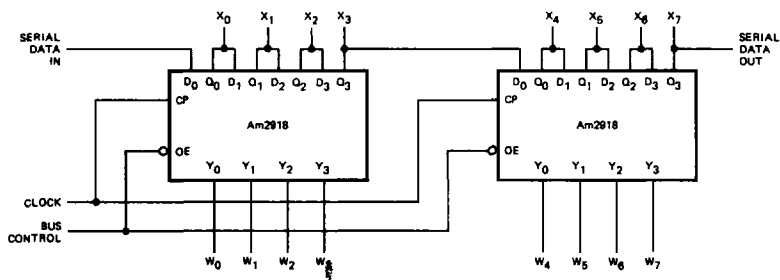 X0 X1 X2 X3 X4 X5 X6 X7
SERIAL DATA IN
SERIAL DATA OUT
D0 Q0 D1 Q1 D2 Q2 D3 Q3
D0 Q0 D1 Q1 D2 Q2 D3 Q3
CP
CP
Am2918
Am2918
OE
OE
Y0 Y1 Y2 Y3
Y0 Y1 Y2 Y3
CLOCK
BUS CONTROL
W0 W1 W2 W4 W5 W6 W7